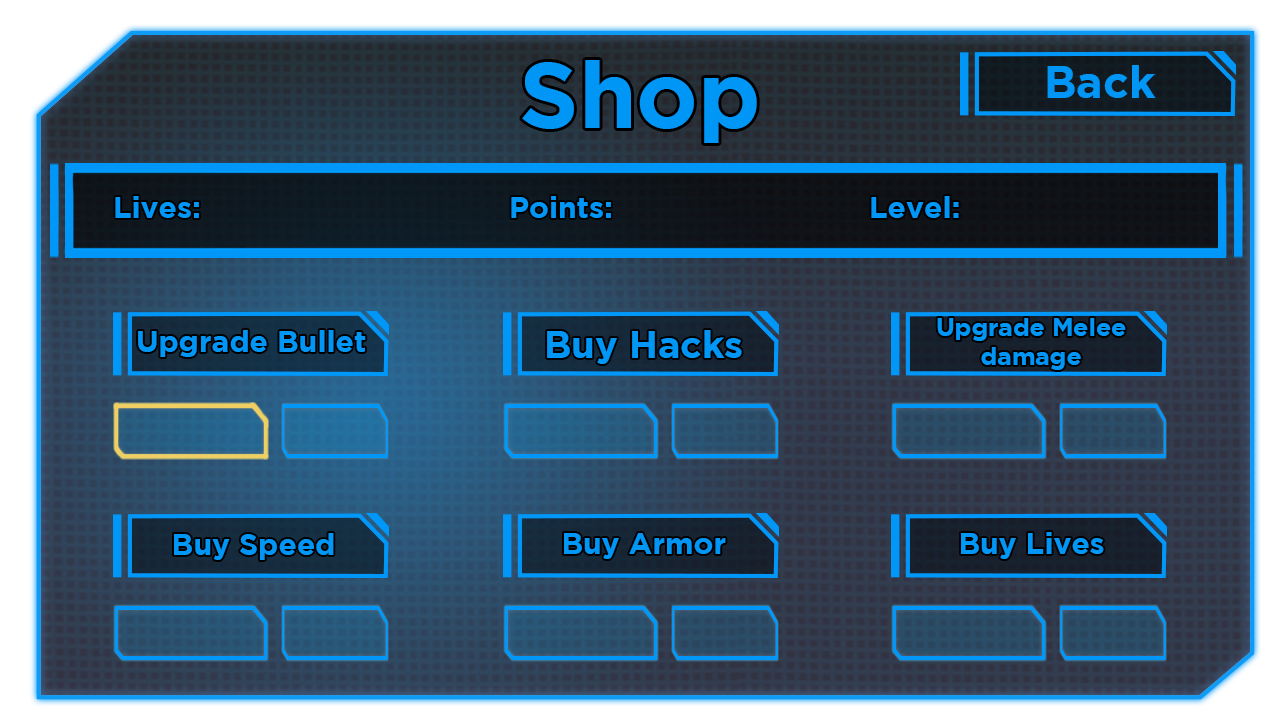 Shop
Back
Lives:
Points:
Level:
Upgrade Bullet
Buy Hacks
Upgrade Melee
damage
Buy Speed
Buy Armor
Buy Lives